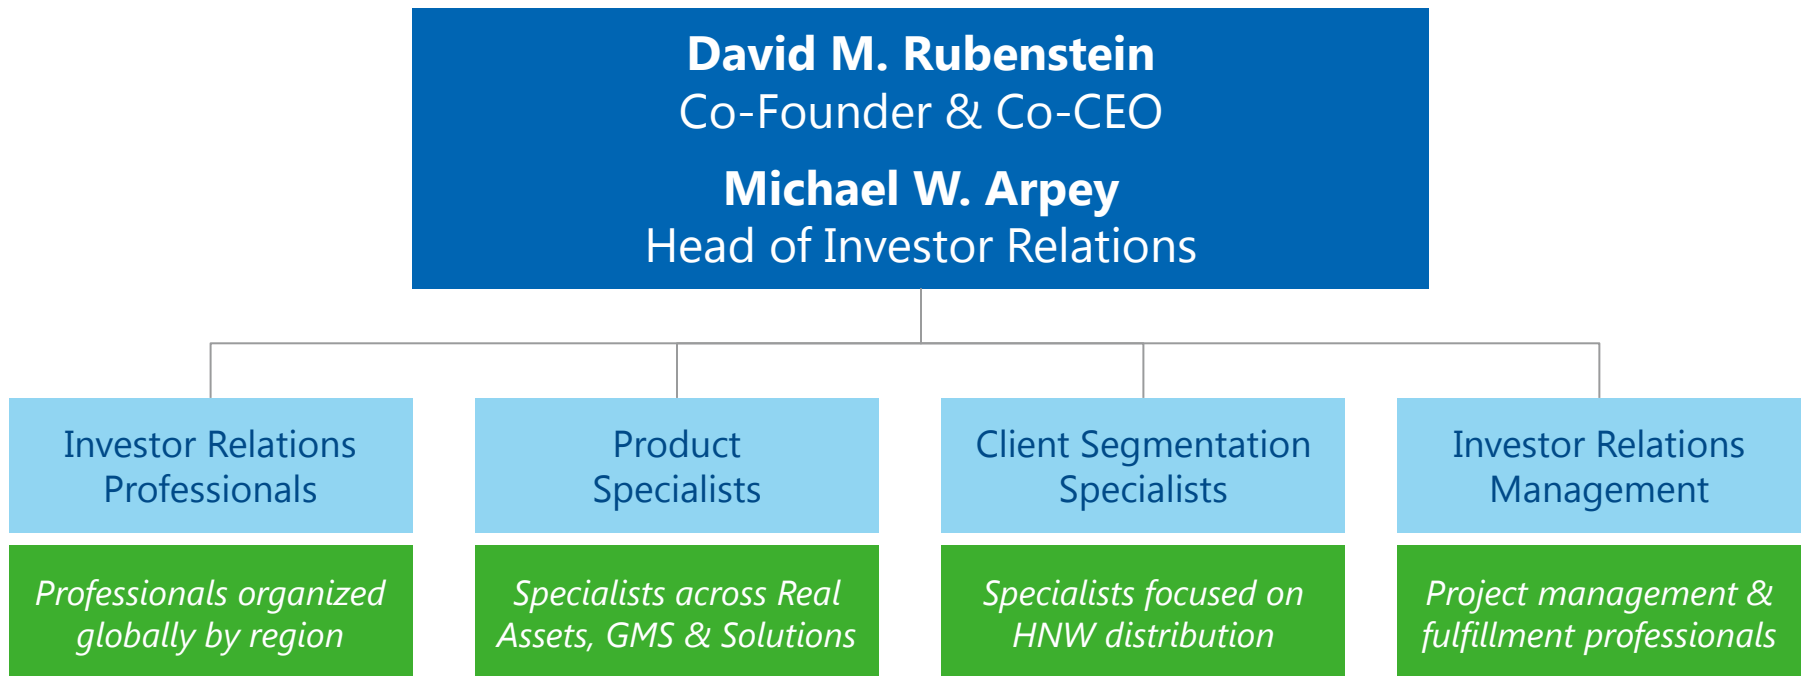 David M. Rubenstein
Co-Founder & Co-CEO
Michael W. Arpey
Head of Investor Relations
Investor Relations
Professionals
Professionals organized
globally by region
Product
Specialists
Specialists across Real
Assets, GMS & Solutions
Client Segmentation
Specialists
Specialists focused on
HNW distribution
Investor Relations
Management
Project management &
fulfillment professionals